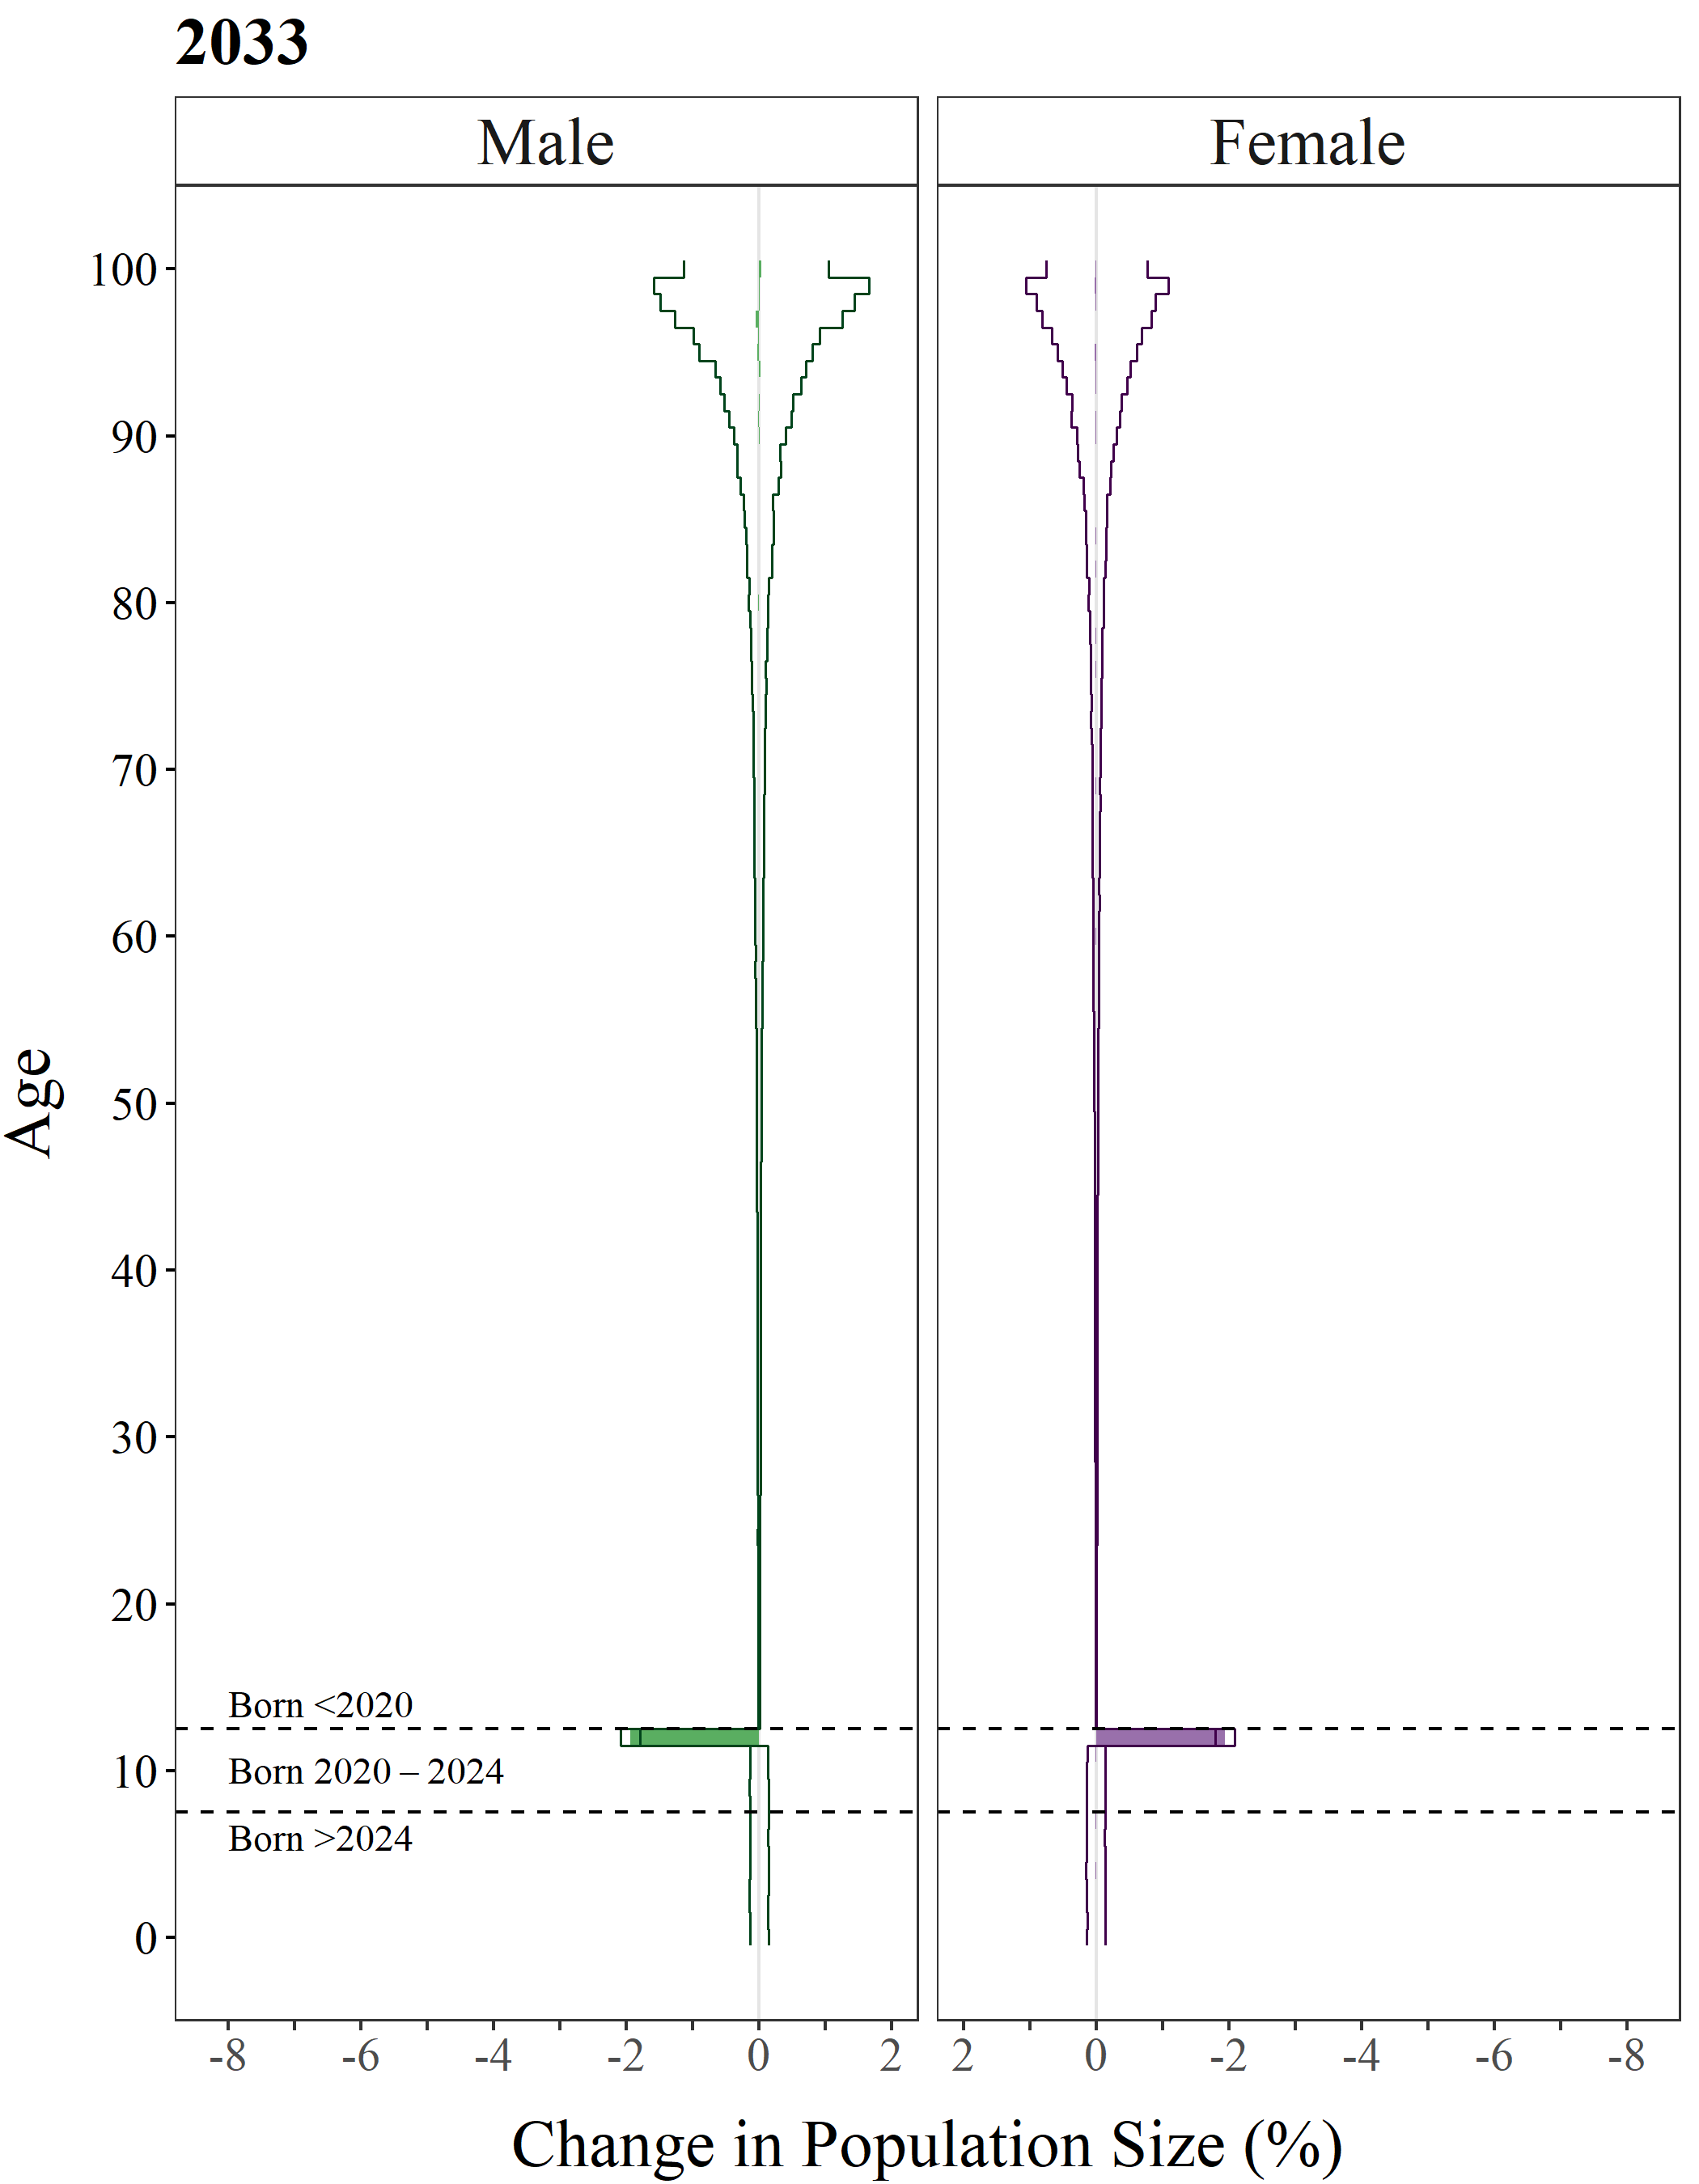 2033
Male
Female
100
90
80
70
60
50
40
30
20
10
0
Age
Born <2020
Born 2020 – 2024
Born >2024
-8 -6 -4 -2 0 2
2 0 -2 -4 -6 -8
Change in Population Size (%)